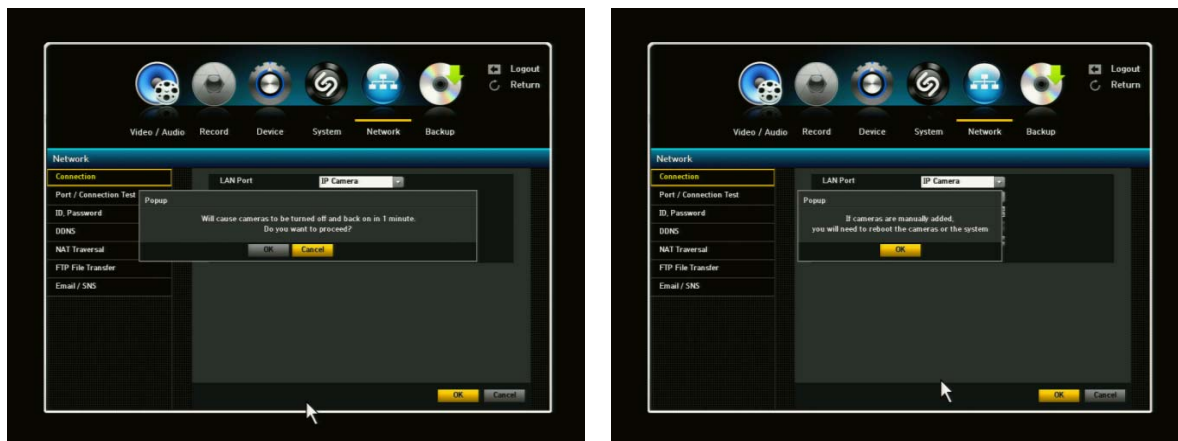 Logout
Return
Video / Audio Record Device System Network Backup
Network
Connection
LAN Port IP Camera
Port / Connection Test
Popup
ID, Password
Will cause cameras to be turned off and back on in 1 minute.
Do you want to proceed?
DDNS
NAT Traversal
OK Cancel
FTP File Transfer
Email / SNS
OK Cancel
Logout
Return
Video / Audio Record Device System Network Backup
Network
Connection
LAN Port IP Camera
Port / Connection Test
Popup
ID, Password
If cameras are manually added,
you will need to reboot the cameras or the system
DDNS
NAT Traversal
OK
FTP File Transfer
Email / SNS
OK Cancel